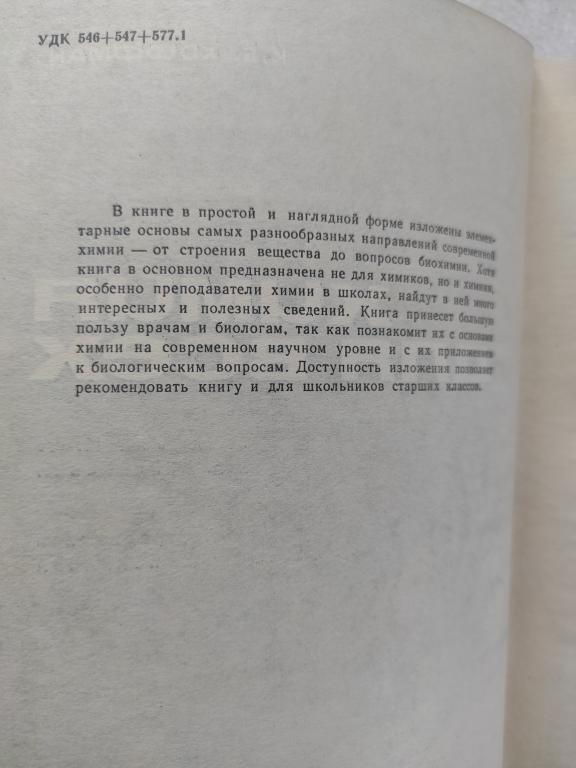 УДК 546+547+577.1
В книге в простой и наглядной форме изложены элемен-
тарные основы самых разнообразных направлений современной
химии — от строения вещества до вопросов биохимии. Хотя
книга в основном предназначена не для химиков, но и химики,
особенно преподаватели химии в школах, найдут в ней много
интересных и полезных сведений. Книга принесет большую
пользу врачам и биологам, так как познакомит их с основами
химии на современном научном уровне и с их приложением
к биологическим вопросам. Доступность изложения позволяет
рекомендовать книгу и для школьников старших классов.